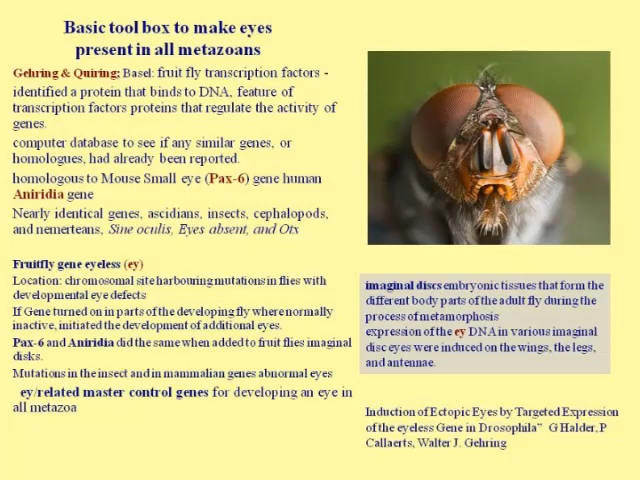 Basic tool box to make eyes
present in all metazoans
Gehring & Quiring: Basel: fruit fly transcription factors -
identified a protein that binds to DNA, feature of
transcription factors proteins that regulate the activity of
genes.
computer database to see if any similar genes, or
homologues, had already been reported.
homologous to Mouse Small eye (Pax-6) gene human
Aniridia gene
Nearly identical genes, ascidians, insects, cephalopods,
and nemerteans, Sine oculis, Eyes absent, and Otx
Fruitfly gene eyeless (ey)
Location: chromosomal site harbouring mutations in flies with
developmental eye defects
If Gene turned on in parts of the developing fly where normally
inactive, initiated the development of additional eyes.
Pax-6 and Aniridia did the same when added to fruit flies imaginal
disks.
Mutations in the insect and in mammalian genes abnormal eyes
ey/related master control genes for developing an eye in
all metazoa
imaginal discs embryonic tissues that form the
different body parts of the adult fly during the
process of metamorphosis
expression of the ey DNA in various imaginal
disc eyes were induced on the wings, the legs,
and antennae.
Induction of Ectopic Eyes by Targeted Expression
of the eyeless Gene in Drosophila” G Halder, P
Callaerts, Walter J. Gehring